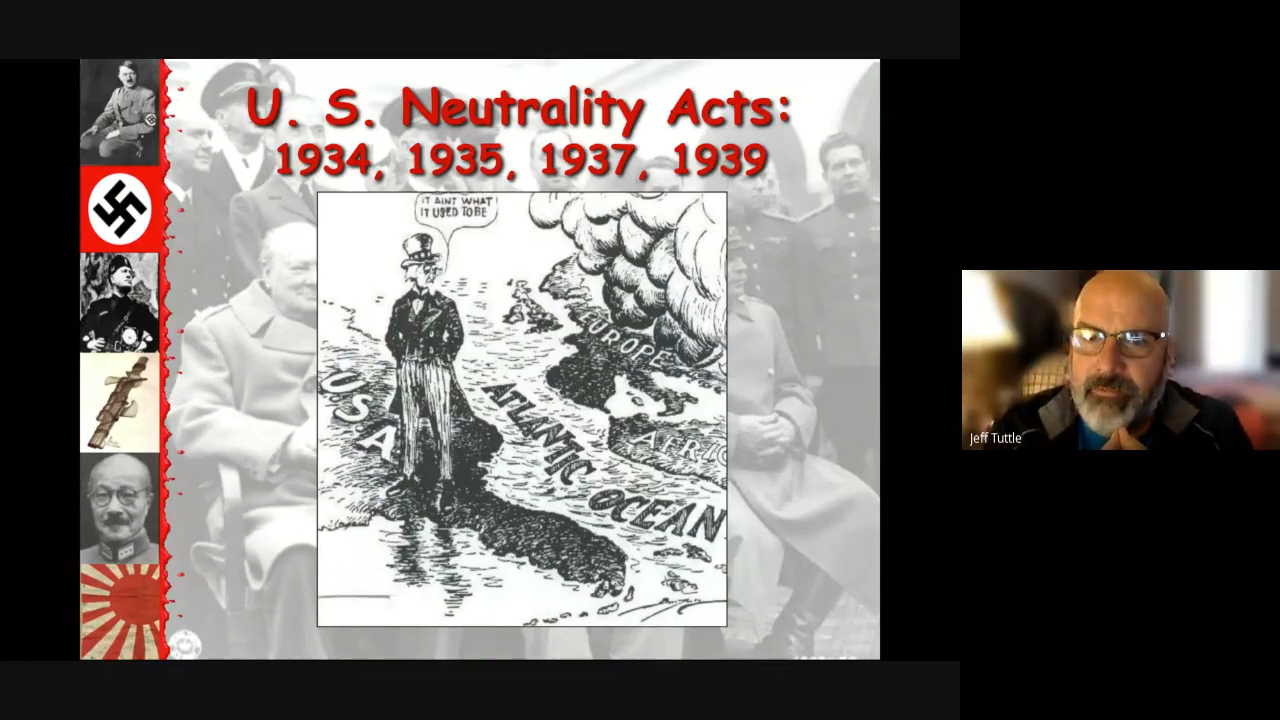 U. S. Neutrality Acts:
1934, 1935, 1937, 1939
IT AINT WHAT
IT USED TO BE
EUROPE
USA
ATLANTIC OCEAN
AFRIC
Jeff Tuttle